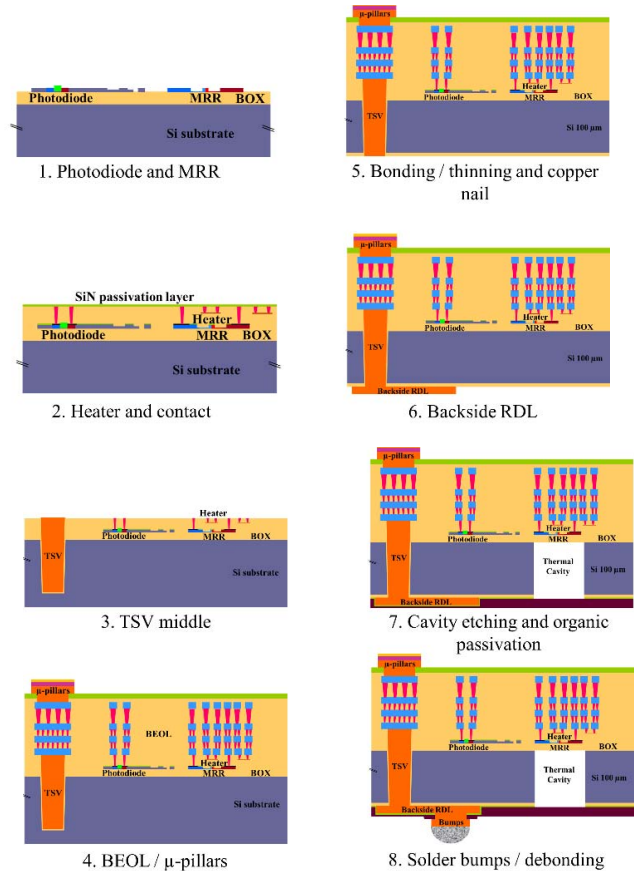 Photodiode
MRR
BOX
Si substrate
1. Photodiode and MRR
SiN passivation layer
Heater
Photodiode
MRR
BOX
Si substrate
2. Heater and contact
Heater
TSV
Photodiode
MRR
BOX
Si substrate
3. TSV middle
μ-pillars
BEOL
Heater
Photodiode
MRR
BOX
TSV
Si substrate
4. BEOL / μ-pillars
μ-pillars
Heater
Photodiode
MRR
BOX
TSV
Si 100 μm
5. Bonding / thinning and copper
nail
μ-pillars
Heater
Photodiode
MRR
BOX
TSV
Si 100 μm
Backside RDL
6. Backside RDL
μ-pillars
Heater
Photodiode
MRR
BOX
TSV
Thermal
Cavity
Si 100 μm
Backside RDL
7. Cavity etching and organic
passivation
μ-pillars
Heater
Photodiode
MRR
BOX
TSV
Thermal
Cavity
Si 100 μm
Backside RDL
Bumps
8. Solder bumps / debonding